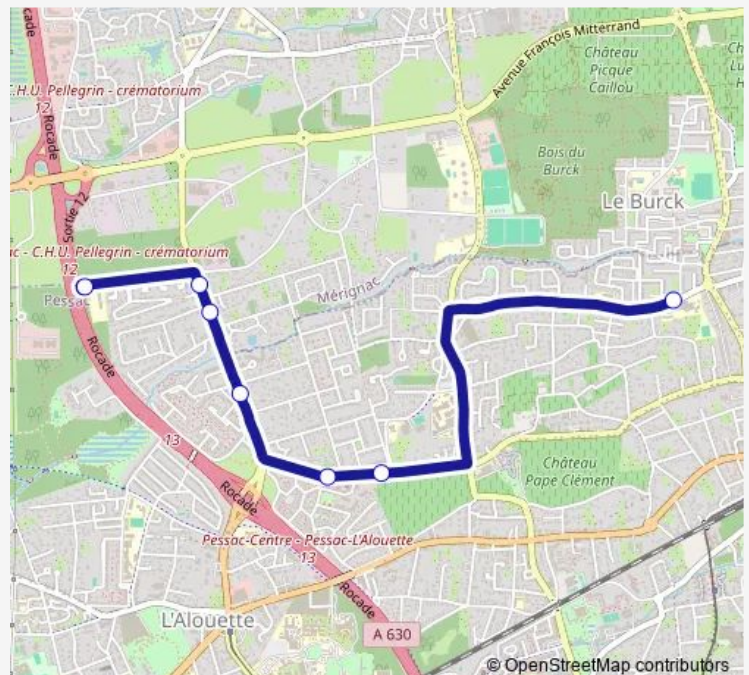 cade
Avenue François Mitterrand
Château
Picque
Caillou
C.H.U. Pellegrin - crématorium
12
Rocade
Bois du
Burck
Le Burck
Sortie 12
ac - C.H.U. Pellegrin - crématorium
12
Pessac
Mérignac
Rocade
13
Château
Pape Clément
Rocade
Pessac-Centre - Pessac-L'Alouette
13
Rocade
L'Alouette
A 630
© OpenStreetMap contributors